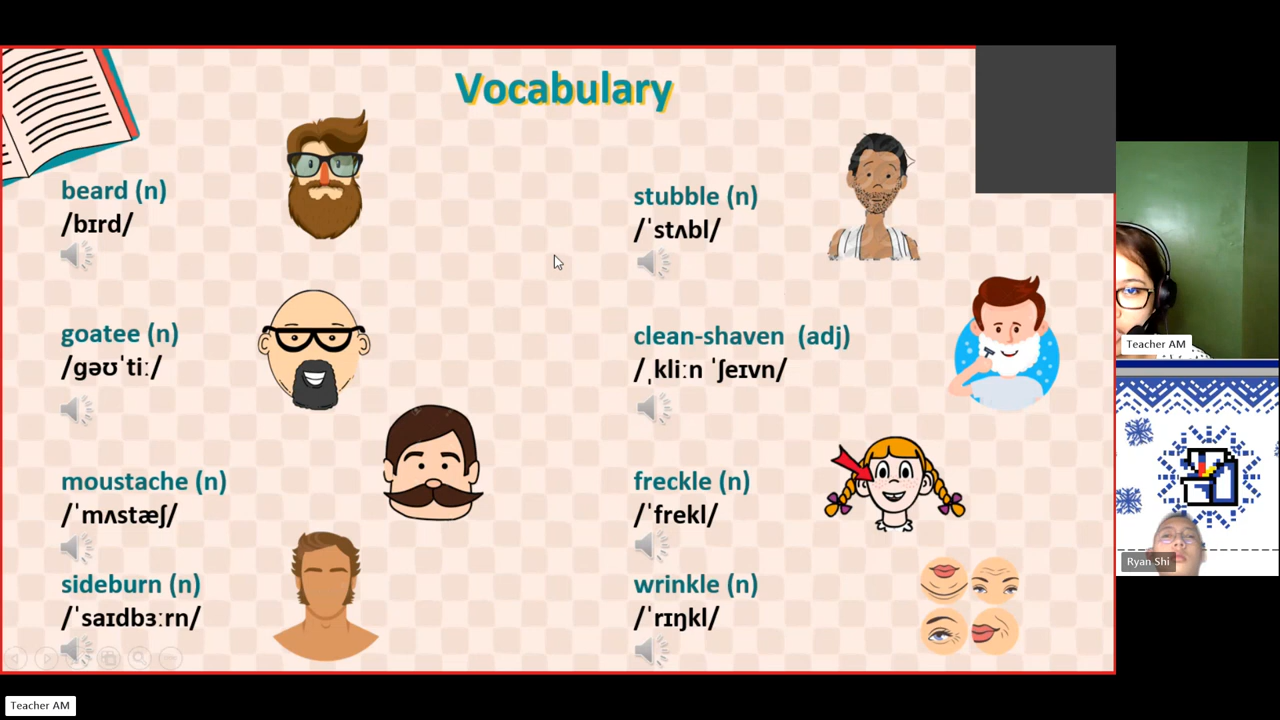 Vocabulary
beard (n)
/bɪrd/
goatee (n)
/gəʊˈtiː/
moustache (n)
/ˈmʌstæʃ/
sideburn (n)
/ˈsaɪdbɜːrn/
stubble (n)
/ˈstʌbl/
clean-shaven (adj)
/ˌkliːn ˈʃeɪvn/
freckle (n)
/ˈfrekl/
wrinkle (n)
/ˈrɪŋkl/
Teacher AM
Ryan Shi
Teacher AM